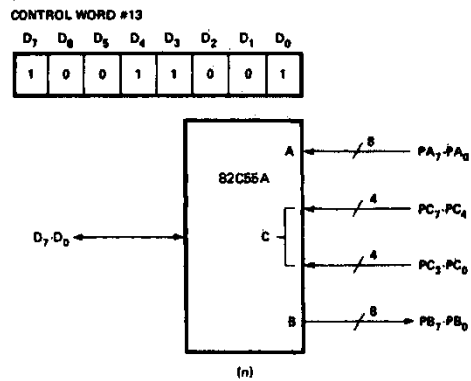 CONTROL WORD #13
D7 D6 D5 D4 D3 D2 D1 D0
1 0 0 1 1 0 0 1
82C55A
A 8 PA7-PA0
4 PC7-PC4
D7-D0 C
4 PC3-PC0
B 8 PB7-PB0
(n)